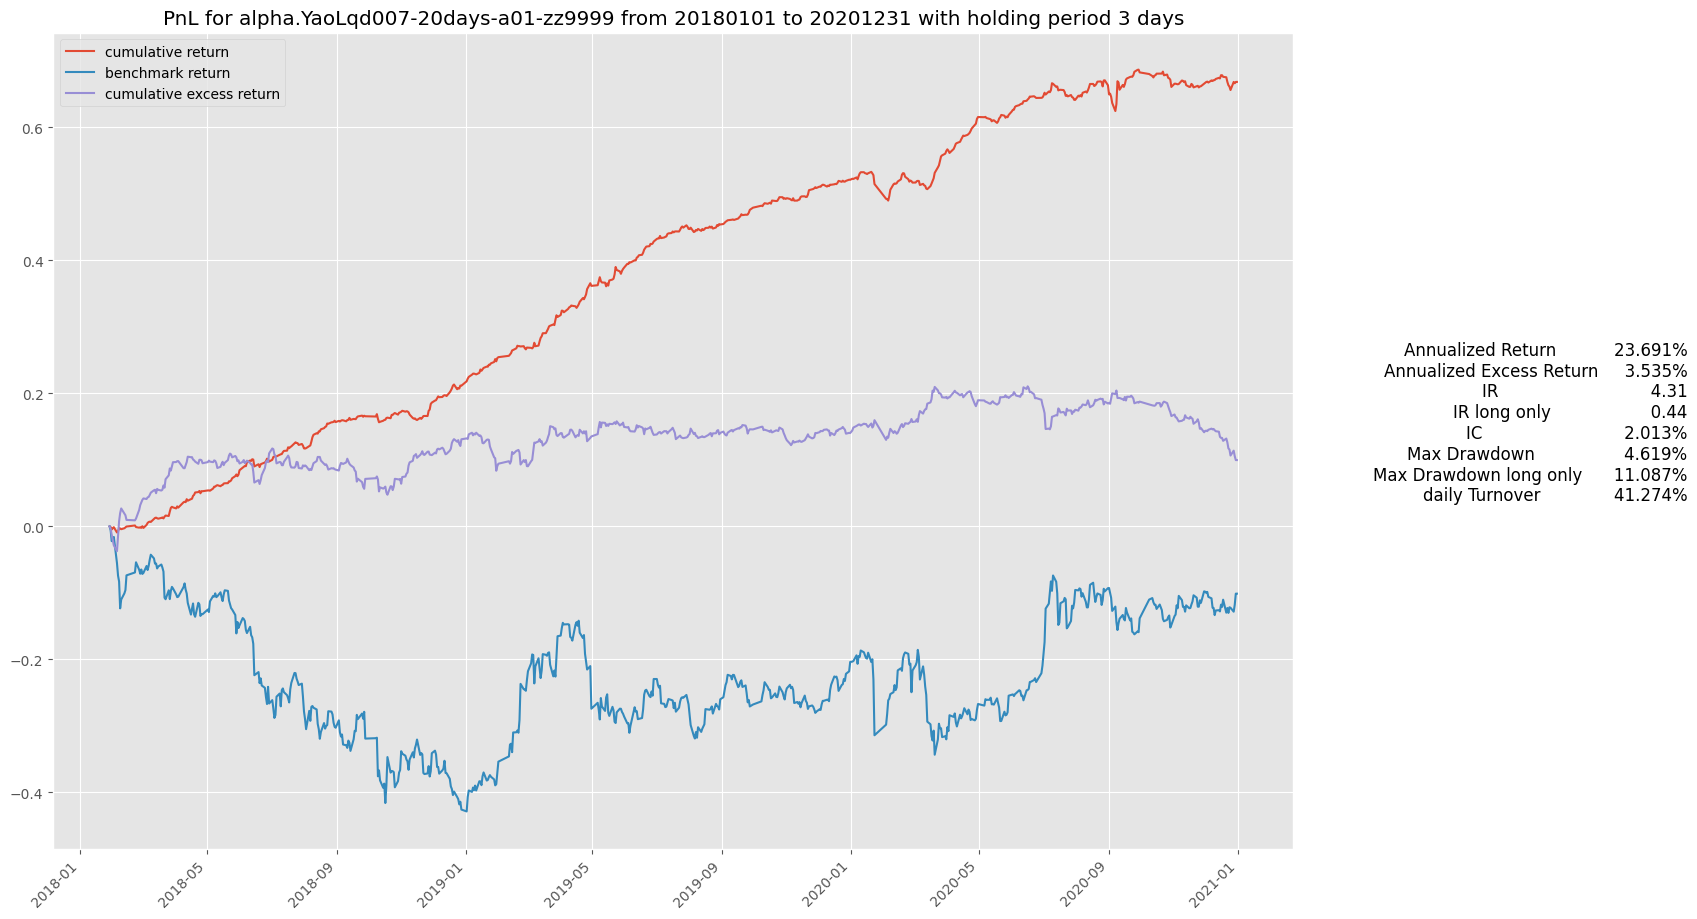 PnL for alpha.YaoLqd007-20days-a01-zz9999 from 20180101 to 20201231 with holding period 3 days
cumulative return
benchmark return
cumulative excess return
0.6
0.4
0.2
0.0
−0.2
−0.4
2018-01
2018-05
2018-09
2019-01
2019-05
2019-09
2020-01
2020-05
2020-09
2021-01
Annualized Return 23.691%
Annualized Excess Return 3.535%
IR 4.31
IR long only 0.44
IC 2.013%
Max Drawdown 4.619%
Max Drawdown long only 11.087%
daily Turnover 41.274%